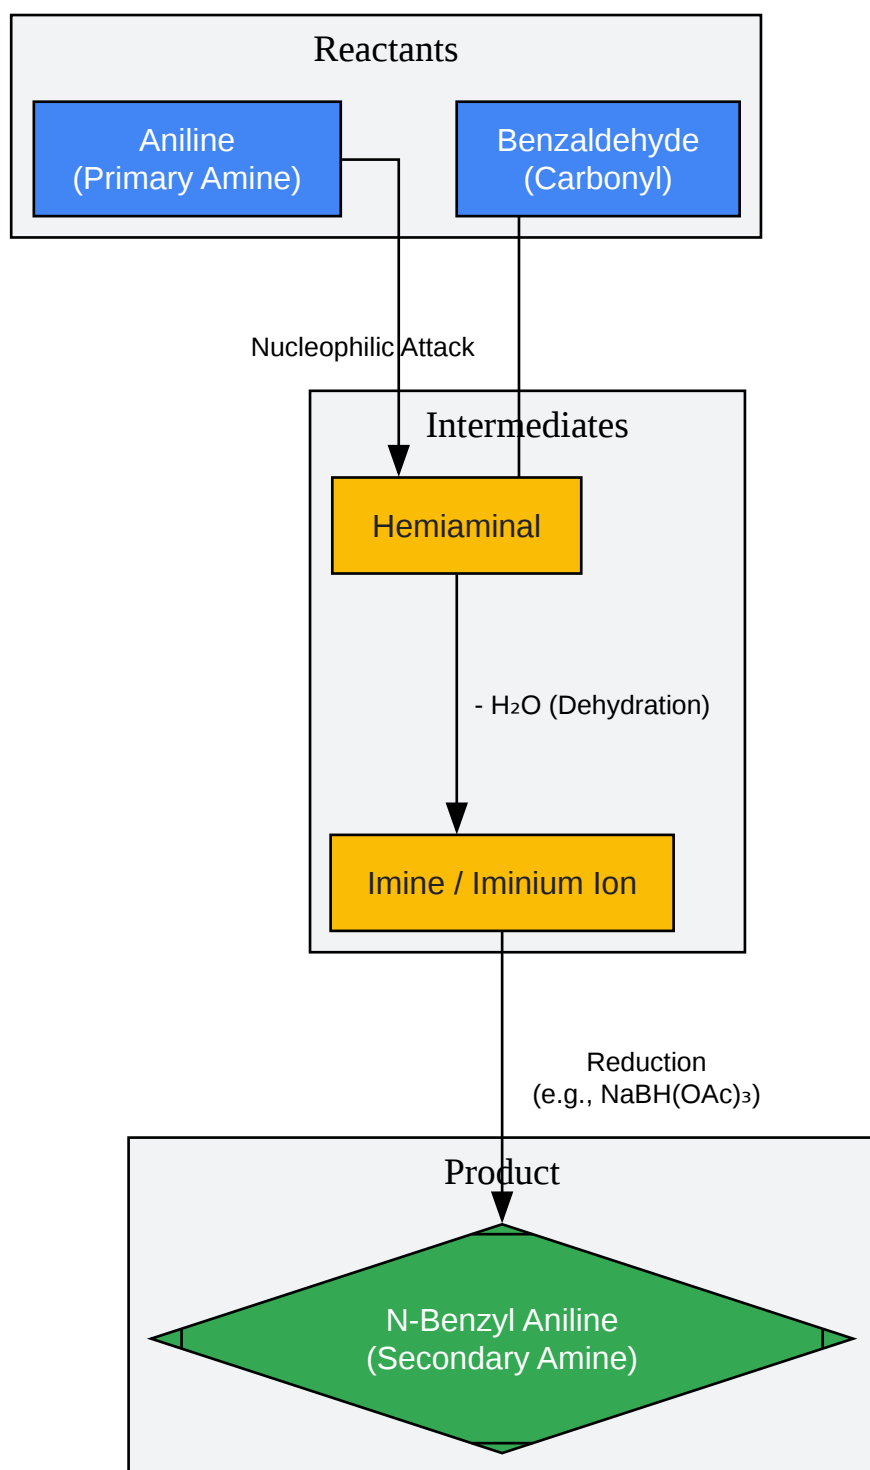 Reactants
Aniline
(Primary Amine)
Benzaldehyde
(Carbonyl)
Nucleophilic Attack
Intermediates
Hemiaminal
- H₂O (Dehydration)
Imine / Iminium Ion
Reduction
(e.g., NaBH(OAc)₃)
Product
N-Benzyl Aniline
(Secondary Amine)